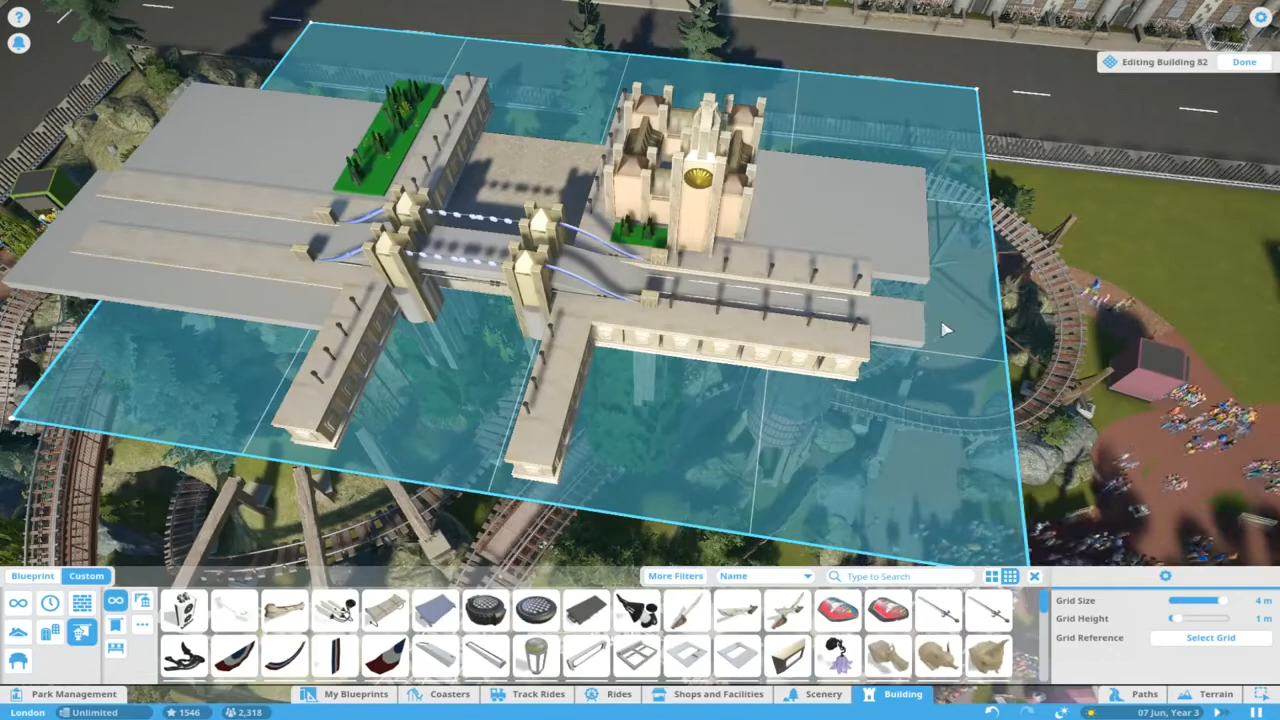 ?
Editing Building 82 Done
Blueprint Custom
More Filters Name Type to Search
Grid Size 4 m
Grid Height 1 m
Grid Reference Select Grid
Park Management My Blueprints Coasters Track Rides Rides Shops and Facilities Scenery Building Paths Terrain
London Unlimited 1546 2,318 07 Jun, Year 3